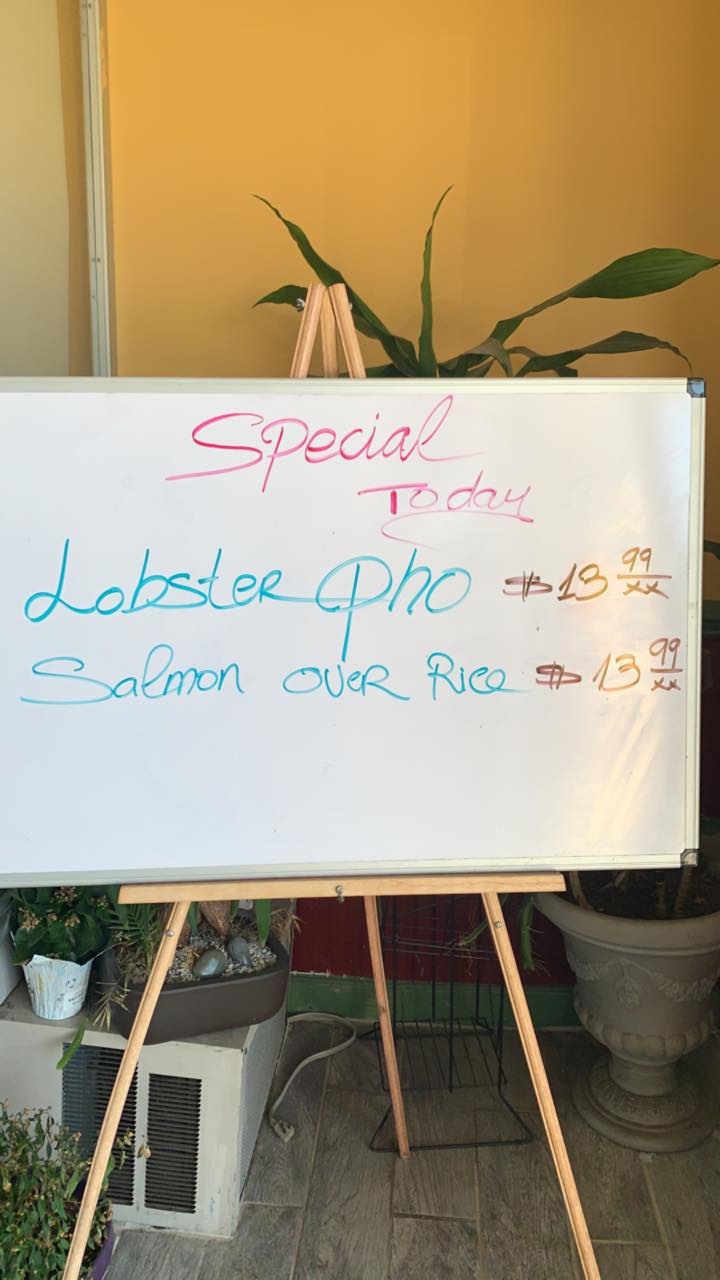 Special
Today
Lobster Pho $13 99/xx
Salmon over Rice $13 99/xx